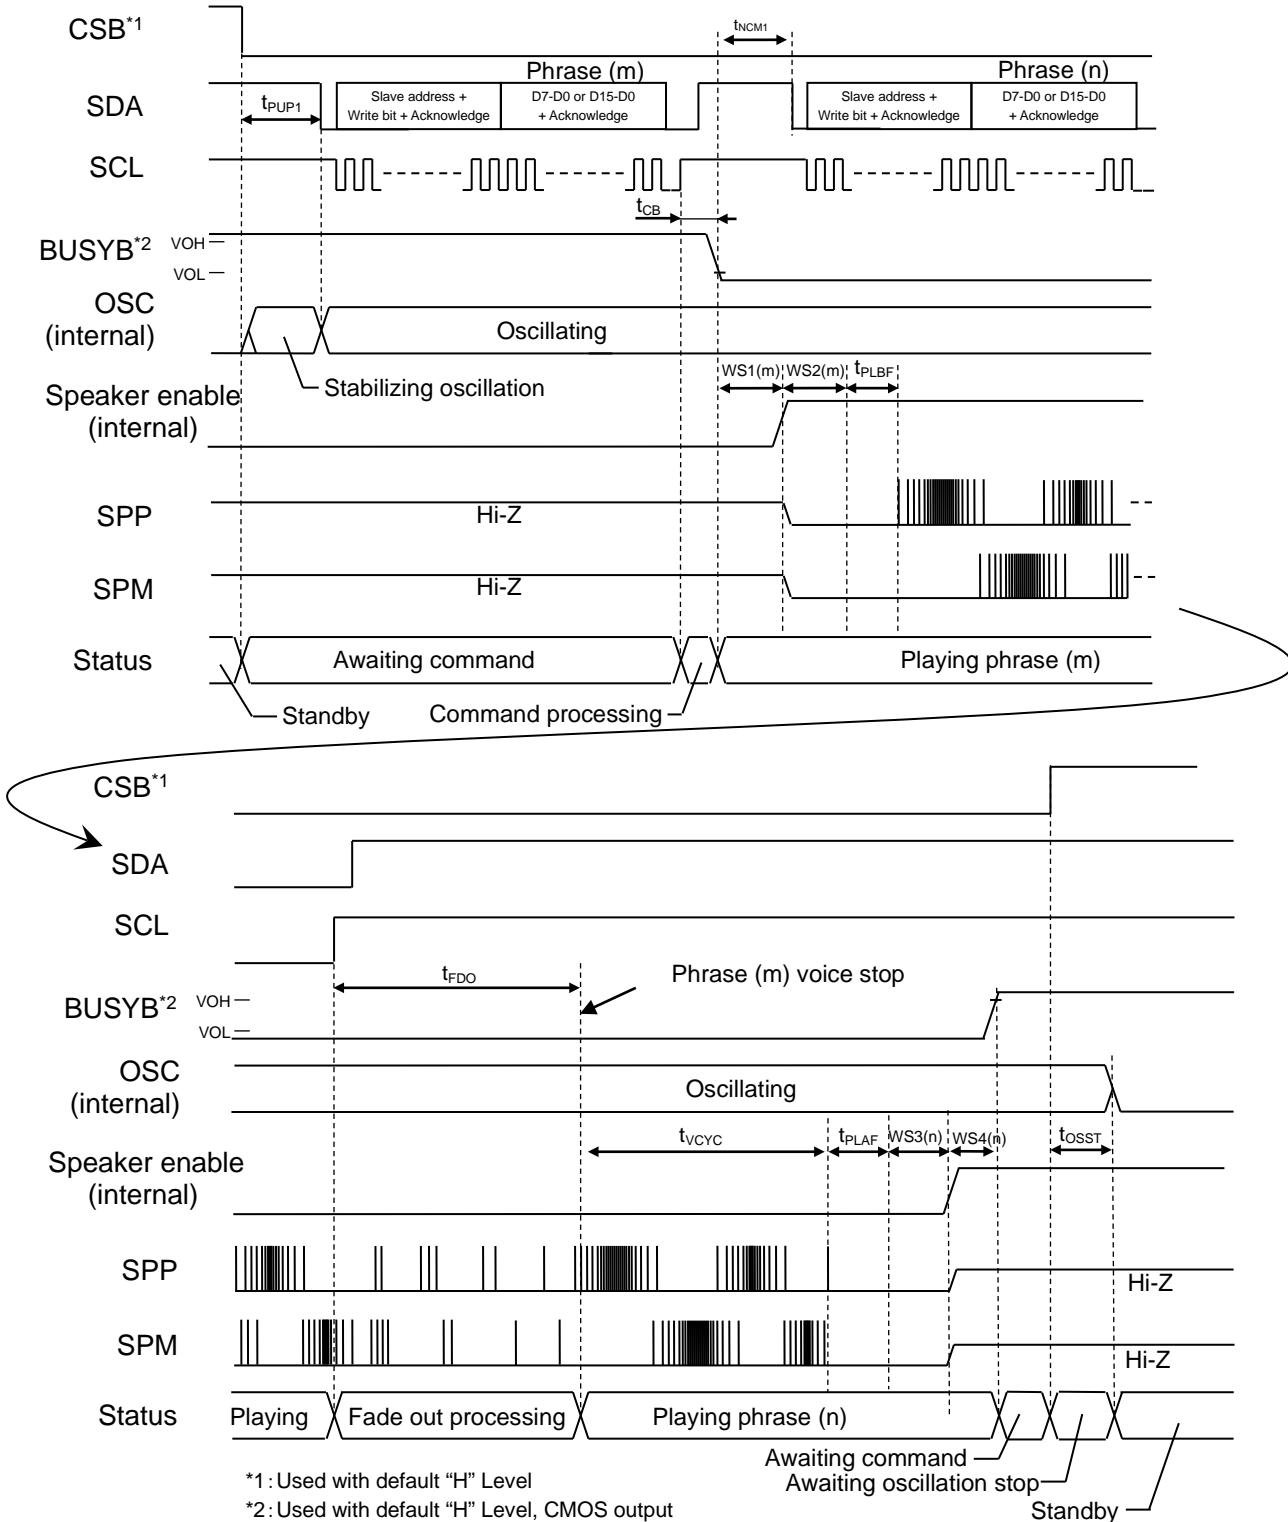 CSB*1
tNCM1
Phrase (m)
Phrase (n)
SDA
tPUP1
Slave address +
Write bit + Acknowledge
D7-D0 or D15-D0
+ Acknowledge
Slave address +
Write bit + Acknowledge
D7-D0 or D15-D0
+ Acknowledge
SCL
tCB
BUSYB*2
VOH
VOL
OSC
(internal)
Oscillating
Stabilizing oscillation
WS1(m)
WS2(m)
tPLBF
Speaker enable
(internal)
SPP
Hi-Z
SPM
Hi-Z
Status
Awaiting command
Playing phrase (m)
Standby
Command processing
CSB*1
SDA
SCL
tFDO
Phrase (m) voice stop
BUSYB*2
VOH
VOL
OSC
(internal)
Oscillating
tVCYC
tPLAF
WS3(n)
WS4(n)
tOSST
Speaker enable
(internal)
SPP
Hi-Z
SPM
Hi-Z
Status
Playing
Fade out processing
Playing phrase (n)
Awaiting command
Awaiting oscillation stop
Standby
*1: Used with default “H” Level
*2: Used with default “H” Level, CMOS output